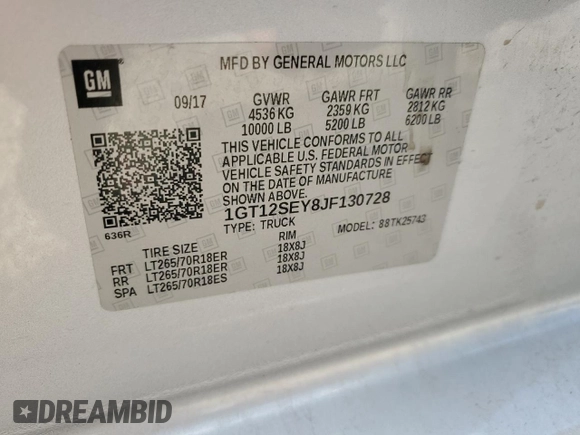 GM
MFD BY GENERAL MOTORS LLC
09/17 GVWR GAWR FRT GAWR RR
4536 KG 2359 KG 2812 KG
10000 LB 5200 LB 6200 LB
THIS VEHICLE CONFORMS TO ALL
APPLICABLE U.S. FEDERAL MOTOR
VEHICLE SAFETY STANDARDS IN EFFECT
ON THE DATE OF MANUFACTURE
SHOWN ABOVE.
1GT12SEY8JF130728
TYPE: TRUCK MODEL: 88TK25743
636R
TIRE SIZE RIM
FRT LT265/70R18ER 18X8J
RR LT265/70R18ER 18X8J
SPA LT265/70R18ES 18X8J
DREAMBID